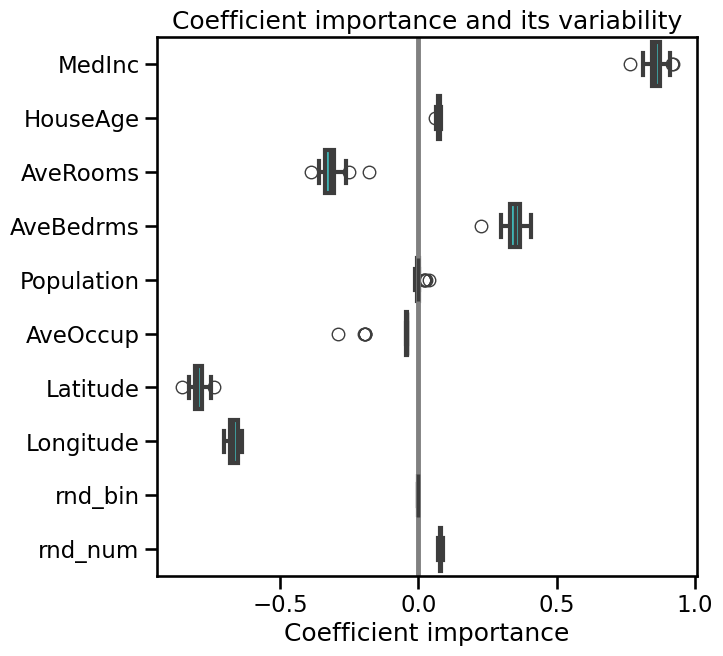 Coefficient importance and its variability
MedInc
HouseAge
AveRooms
AveBedrms
Population
AveOccup
Latitude
Longitude
rnd_bin
rnd_num
−0.5 0.0 0.5 1.0
Coefficient importance